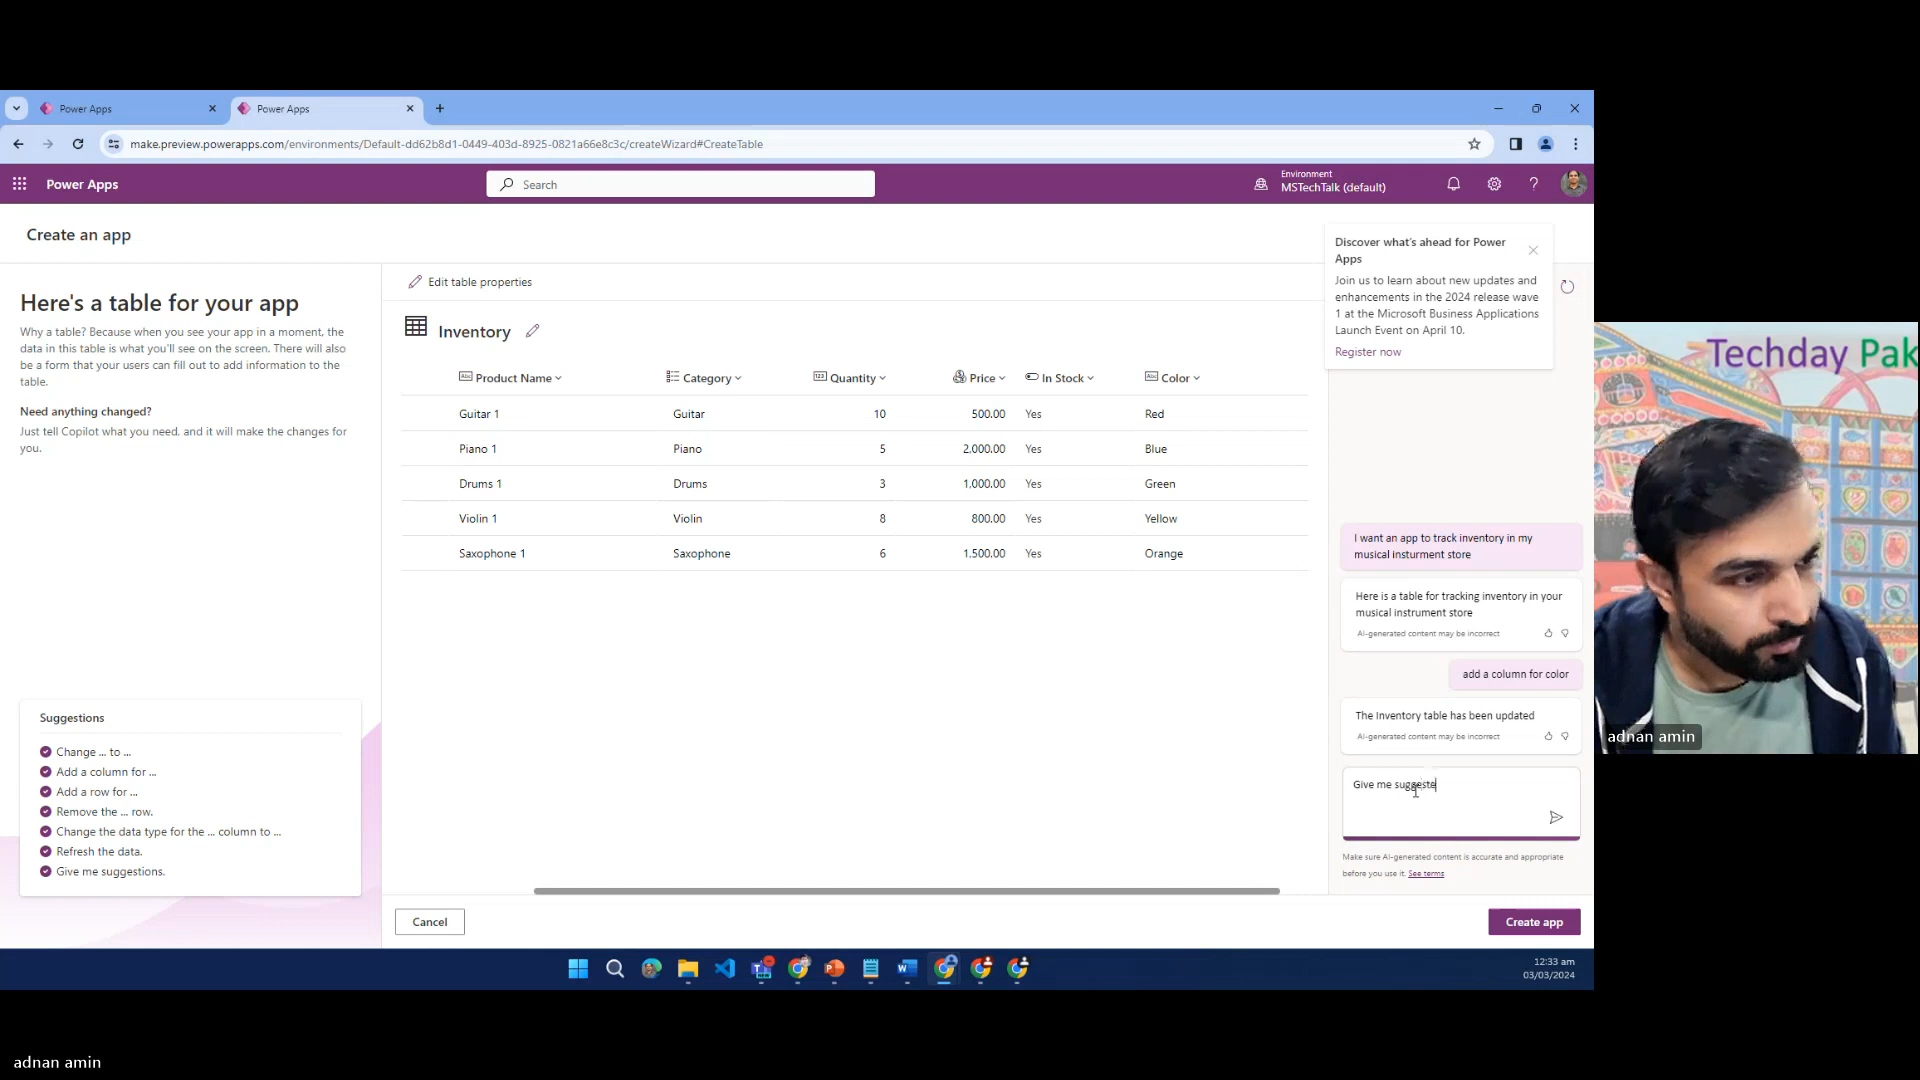 Power Apps
Power Apps
make.preview.powerapps.com/environments/Default-dd62b8d1-0449-403d-8925-0821a66e8c3c/createWizard#CreateTable
Power Apps
Search
Environment
MSTechTalk (default)
Create an app
Discover what's ahead for Power
Apps
Join us to learn about new updates and
enhancements in the 2024 release wave
1 at the Microsoft Business Applications
Launch Event on April 10.
Register now
Here's a table for your app
Why a table? Because when you see your app in a moment, the
data in this table is what you'll see on the screen. There will also
be a form that your users can fill out to add information to the
table.
Need anything changed?
Just tell Copilot what you need, and it will make the changes for
you.
Suggestions
Change ... to ...
Add a column for ...
Add a row for ...
Remove the ... row.
Change the data type for the ... column to ...
Refresh the data.
Give me suggestions.
Edit table properties
Inventory
Product Name Category Quantity Price In Stock Color
Guitar 1 Guitar 10 500.00 Yes Red
Piano 1 Piano 5 2,000.00 Yes Blue
Drums 1 Drums 3 1,000.00 Yes Green
Violin 1 Violin 8 800.00 Yes Yellow
Saxophone 1 Saxophone 6 1,500.00 Yes Orange
I want an app to track inventory in my
musical insturment store
Here is a table for tracking inventory in your
musical instrument store
AI-generated content may be incorrect
add a column for color
The Inventory table has been updated
AI-generated content may be incorrect
Give me suggeste
Make sure AI-generated content is accurate and appropriate
before you use it. See terms
Cancel
Create app
12:33 am
03/03/2024
Techday Pak
adnan amin
adnan amin